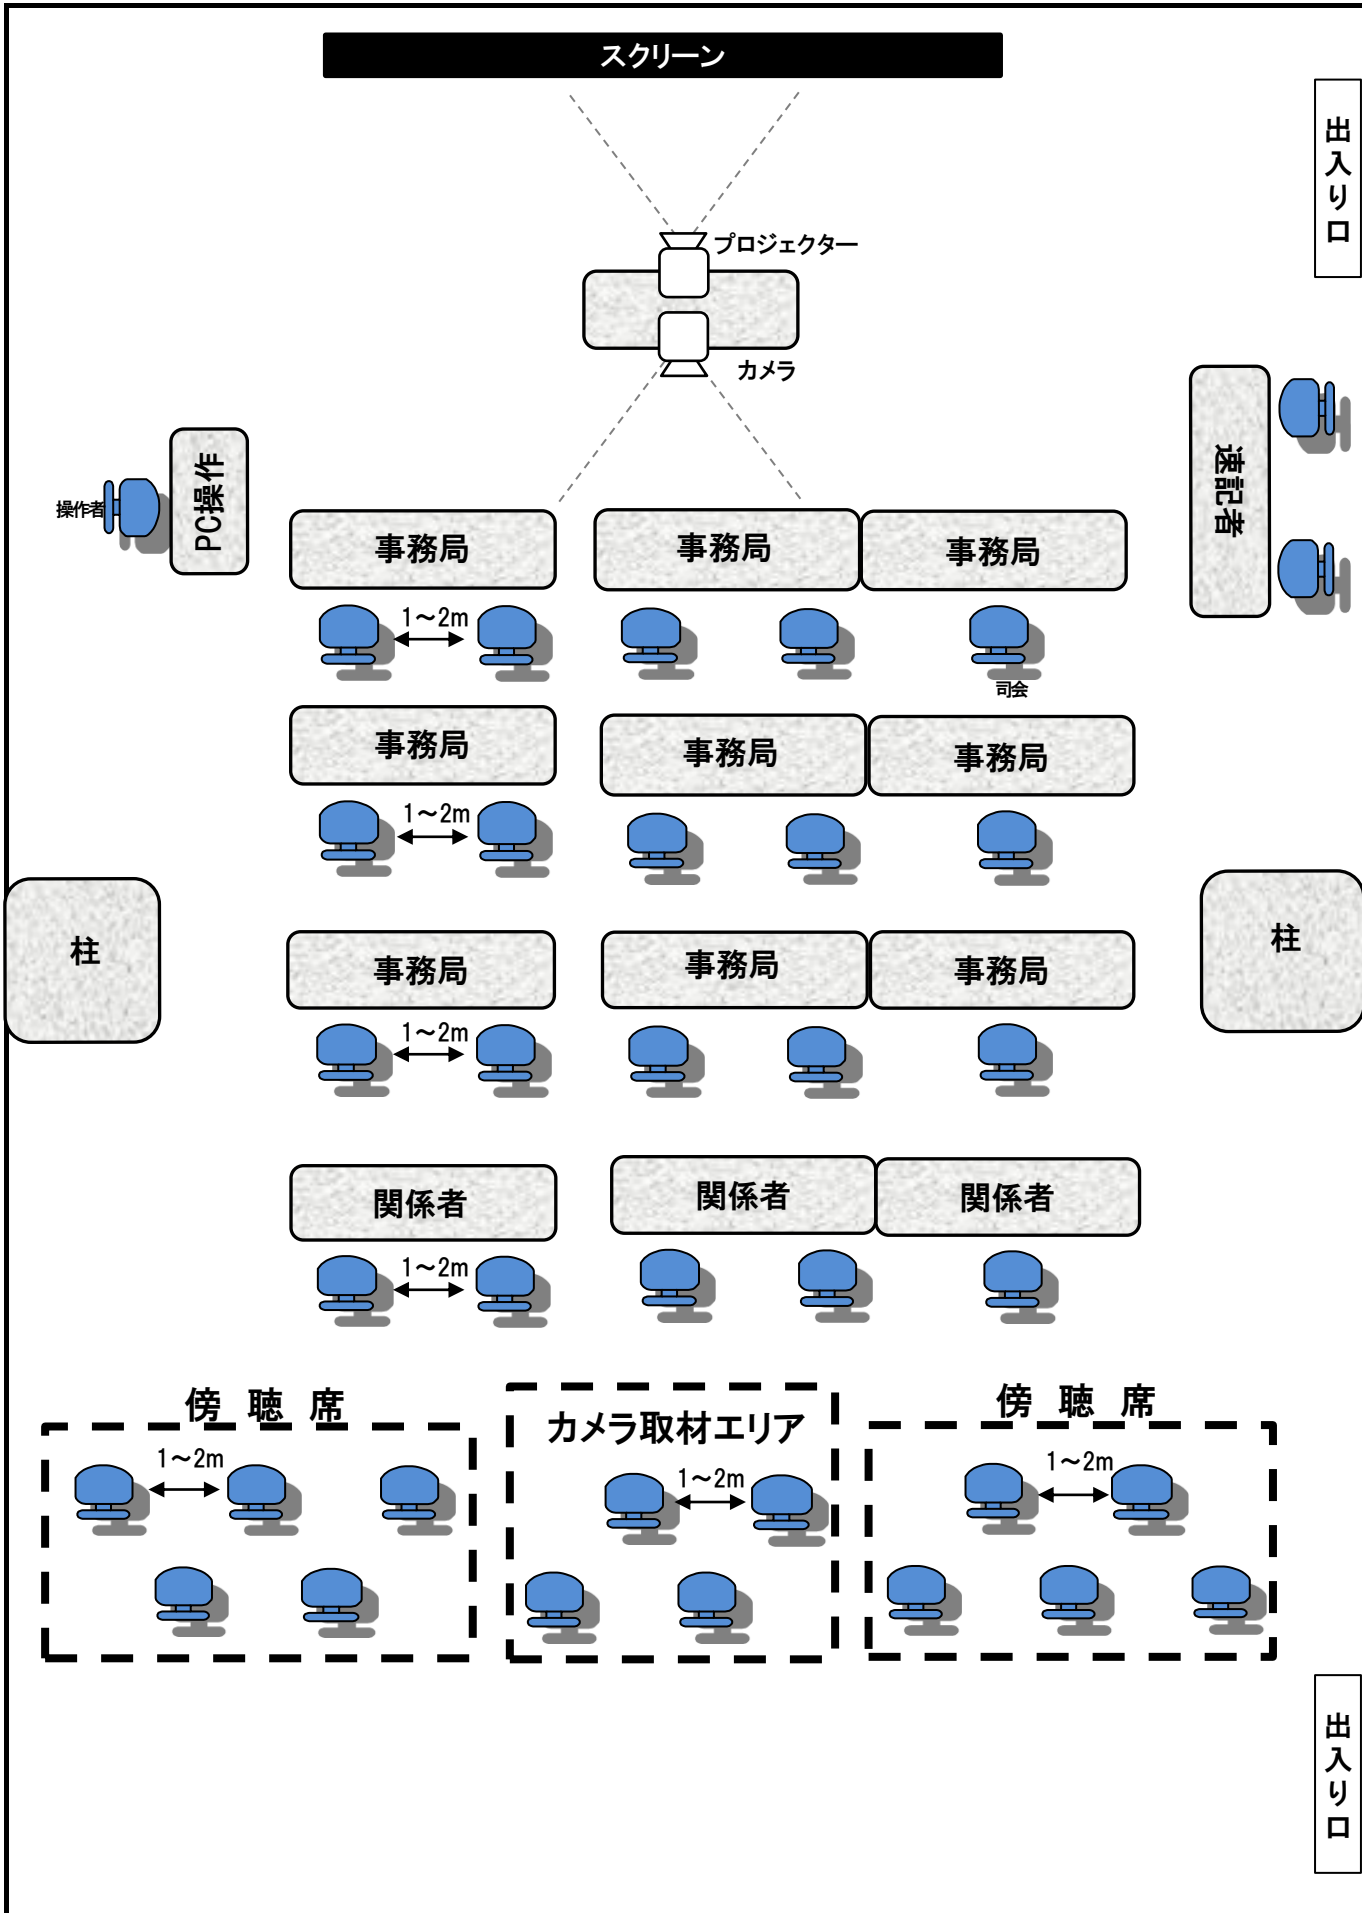 スクリーン
出入り口
プロジェクター
カメラ
操作者
PC操作
速記者
事務局
事務局
事務局
1～2m
司会
事務局
事務局
事務局
1～2m
柱
柱
事務局
事務局
事務局
1～2m
関係者
関係者
関係者
1～2m
傍 聴 席
カメラ取材エリア
傍 聴 席
1～2m
1～2m
1～2m
出入り口